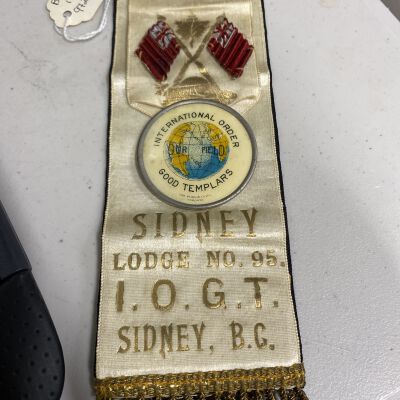 INTERNATIONAL ORDER
OUR FIELD
GOOD TEMPLARS
SIDNEY
LODGE NO. 95.
I.O.G.T.
SIDNEY, B.C.